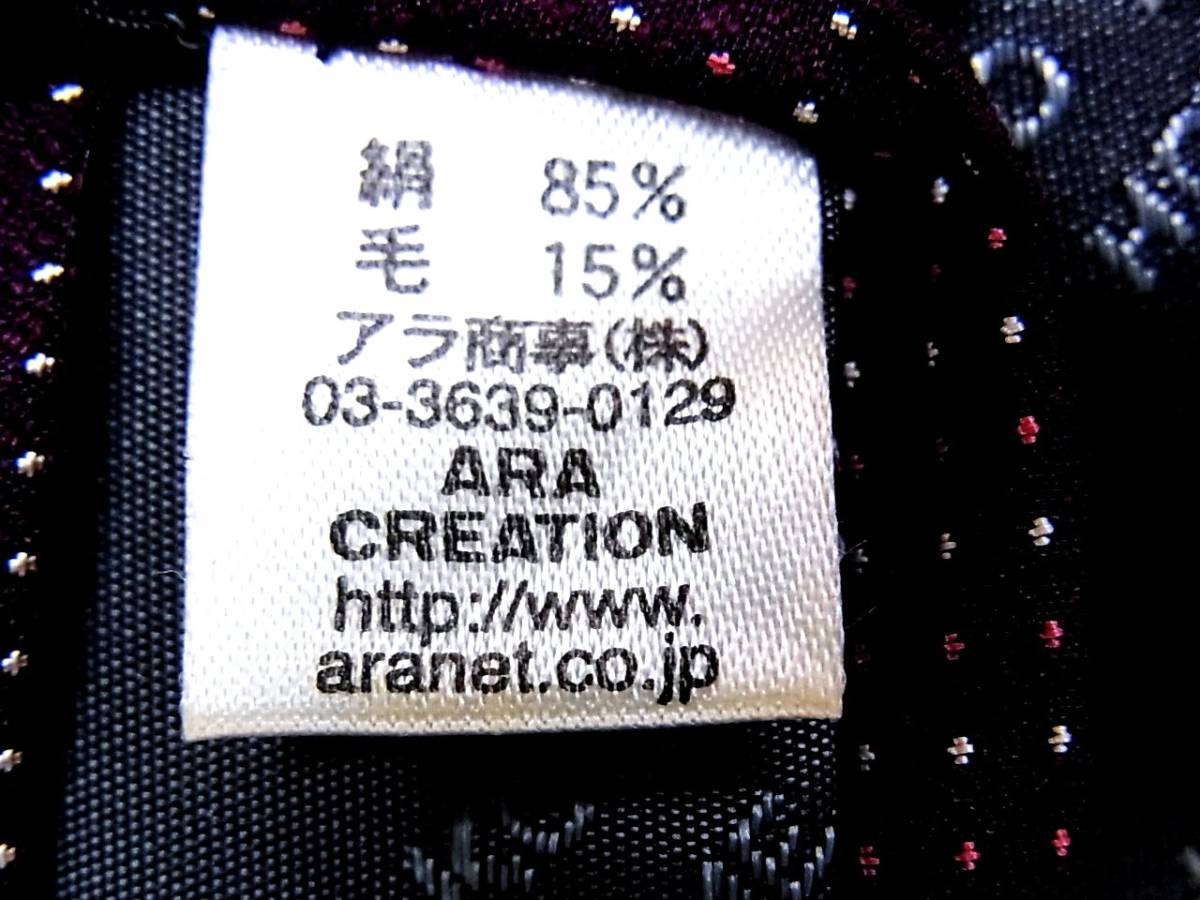 絹 85%
毛 15%
アラ商事(株)
03-3639-0129
ARA
CREATION
http://www.
aranet.co.jp